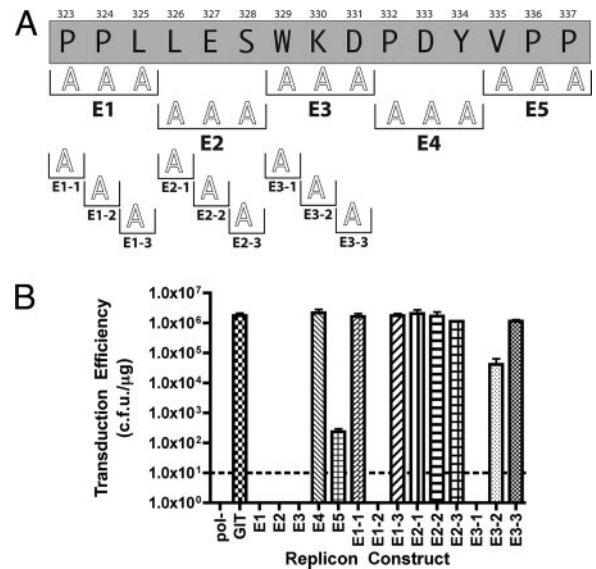 A
323 324 325 326 327 328 329 330 331 332 333 334 335 336 337
P P L L E S W K D P D Y V P P
A A A A A A A A A
E1 E3 E5
A A A A A A
E2 E4
A A A
E1-1 E2-1 E3-1
A A A
E1-2 E2-2 E3-2
A A A
E1-3 E2-3 E3-3
B
Transduction Efficiency
(c.f.u./µg)
1.0x10⁷
1.0x10⁶
1.0x10⁵
1.0x10⁴
1.0x10³
1.0x10²
1.0x10¹
1.0x10⁰
pol- GIT E1 E2 E3 E4 E5 E1-1 E1-2 E1-3 E2-1 E2-2 E2-3 E3-1 E3-2 E3-3
Replicon Construct